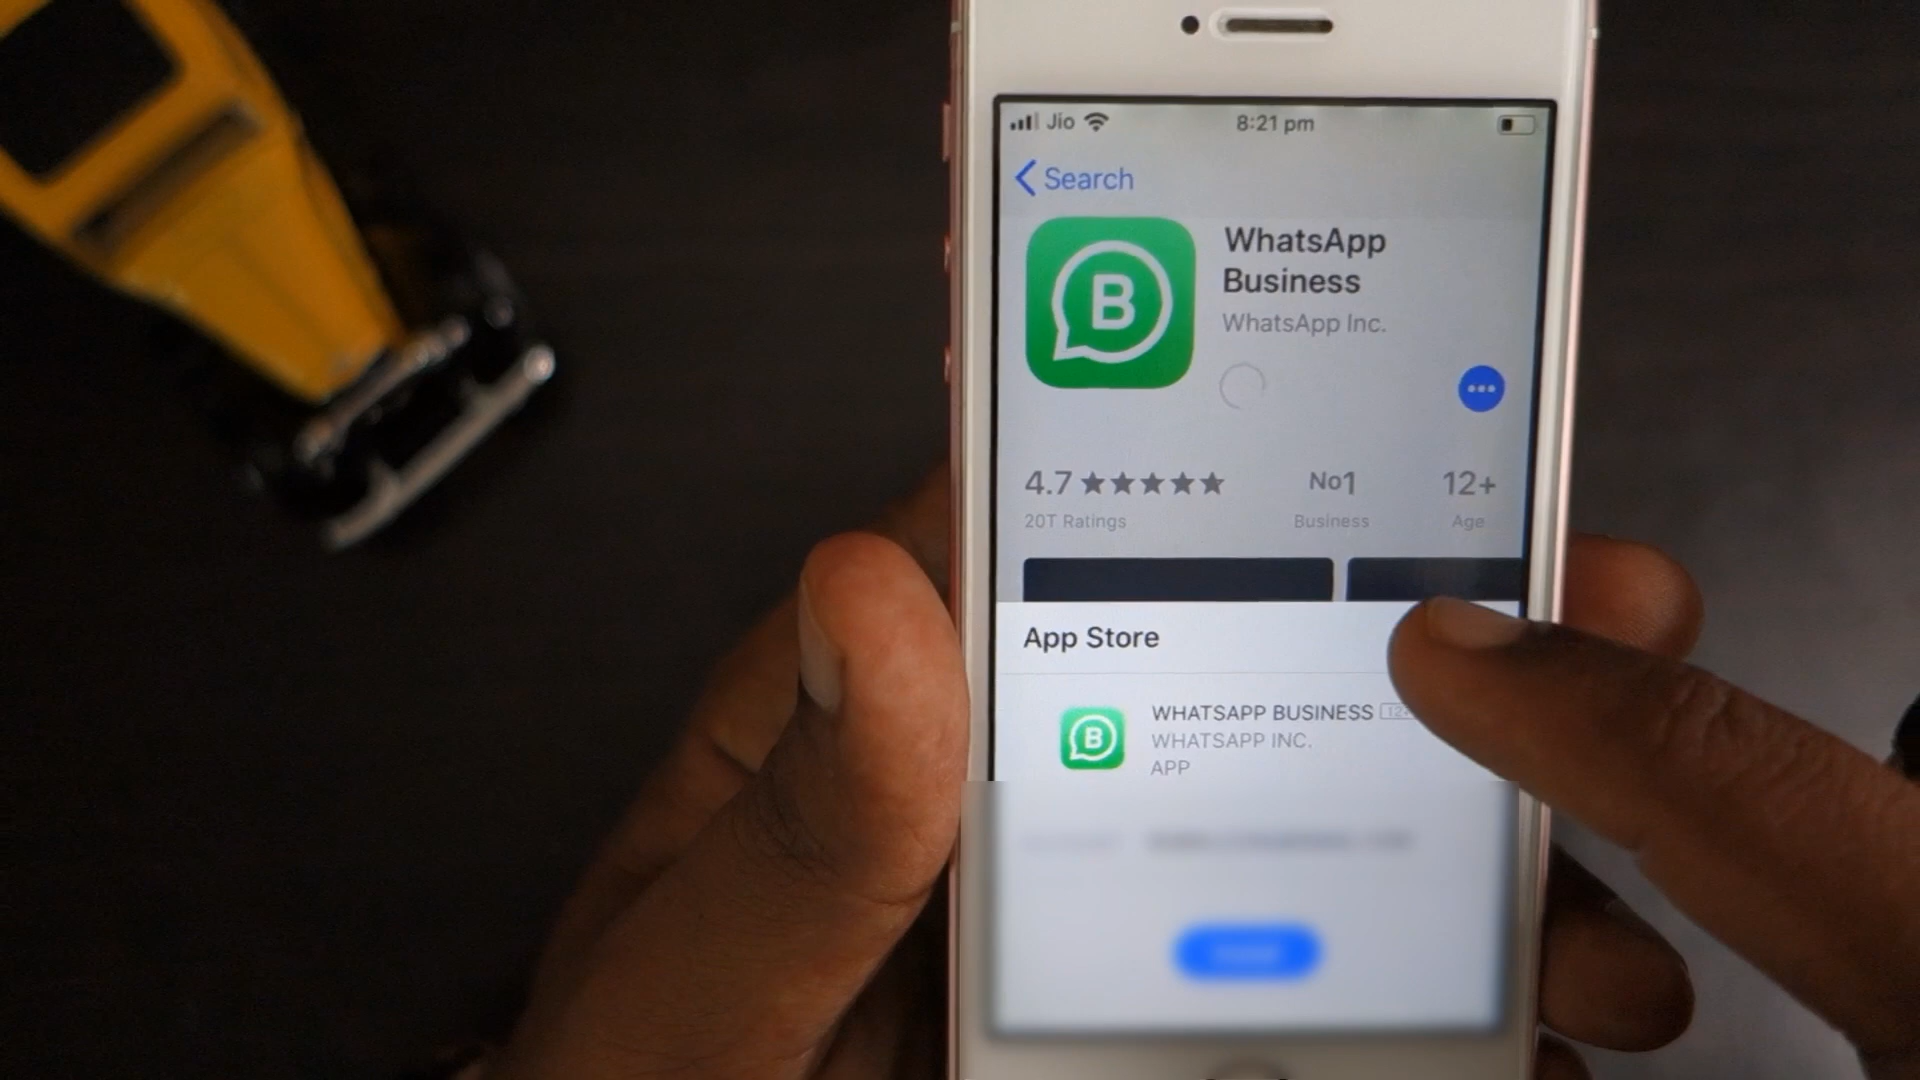 Jio 8:21 pm
Search
WhatsApp
Business
WhatsApp Inc.
4.7 No1 12+
20T Ratings Business Age
App Store
WHATSAPP BUSINESS
WHATSAPP INC.
APP